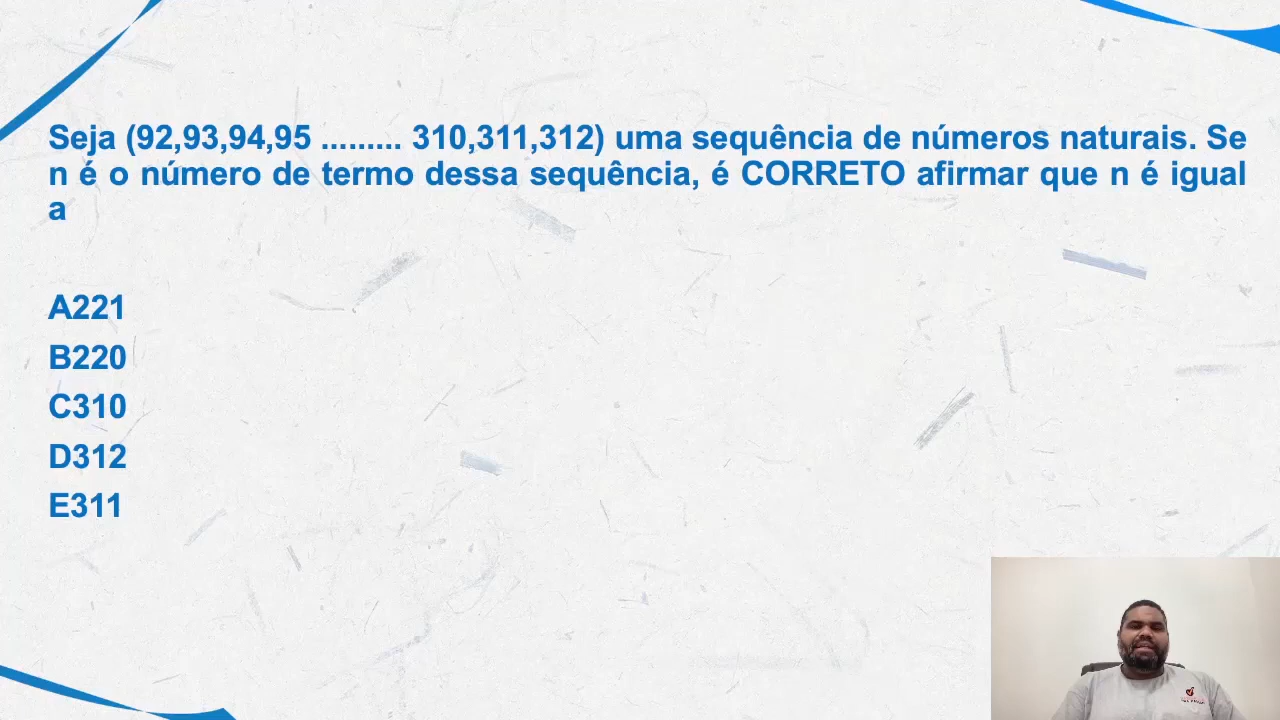 Seja (92,93,94,95 ......... 310,311,312) uma sequência de números naturais. Se
n é o número de termo dessa sequência, é CORRETO afirmar que n é igual
a
A221
B220
C310
D312
E311